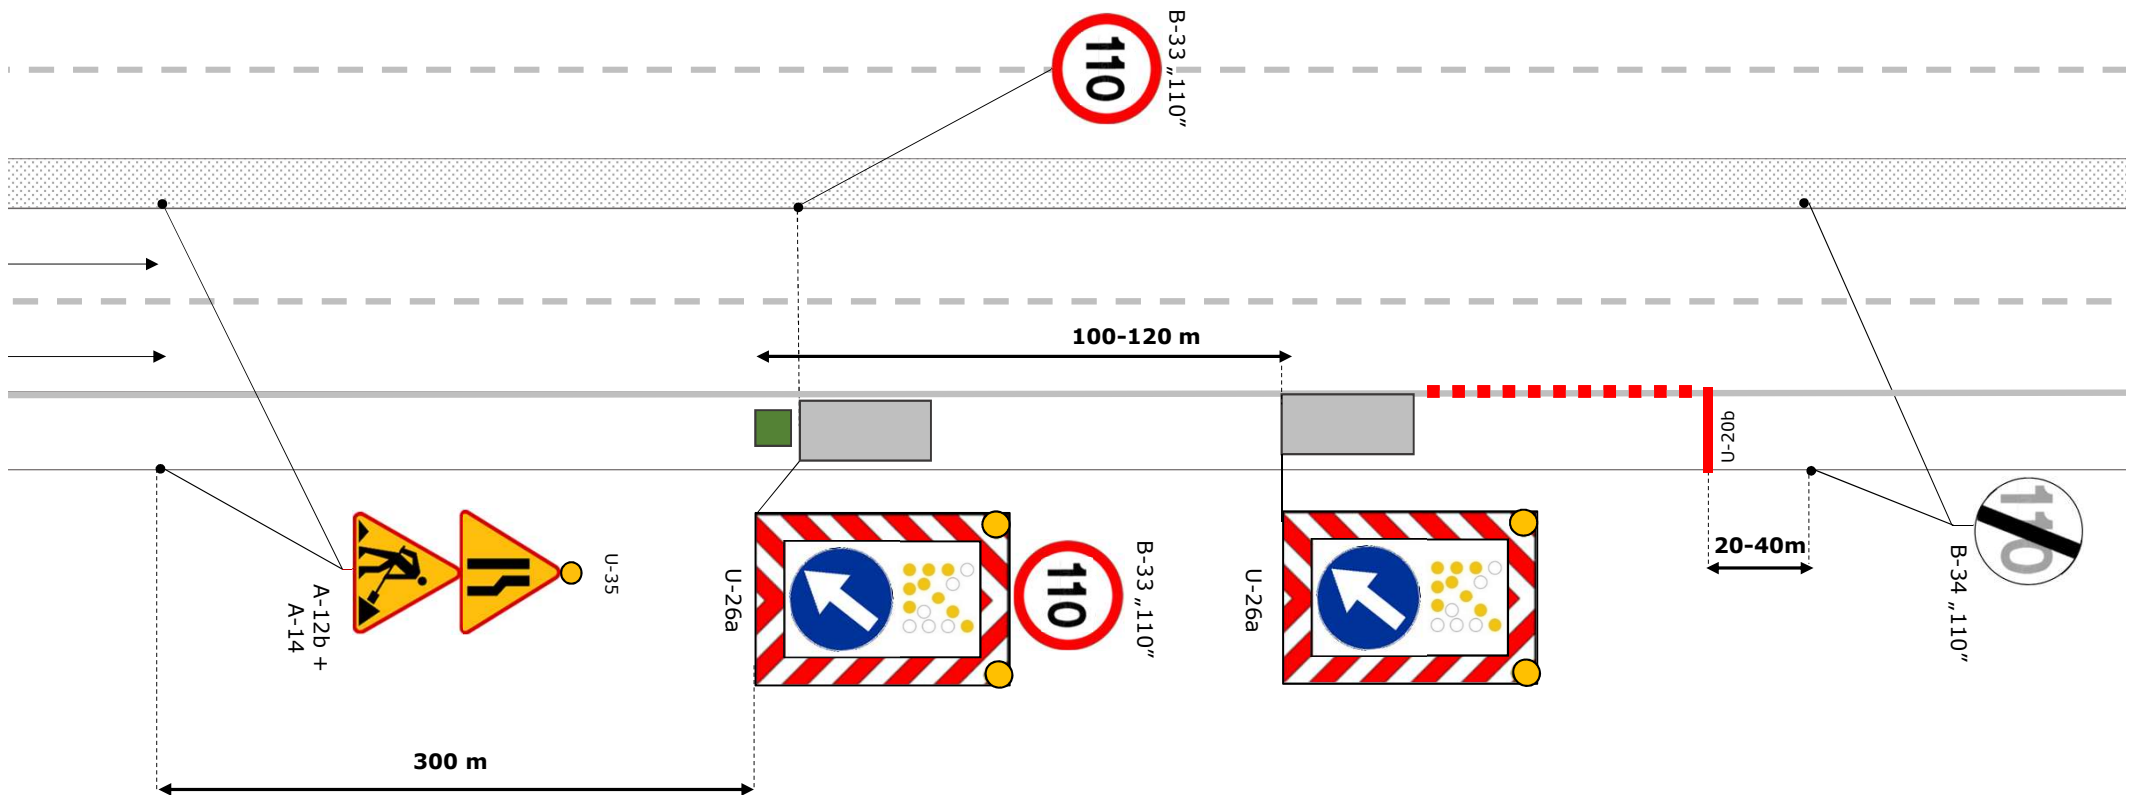 110
B-33 „110”
100-120 m
U-20b
A-12b +
A-14
U-35
U-26a
110
B-33 „110”
U-26a
20-40m
110
B-34 „110”
300 m